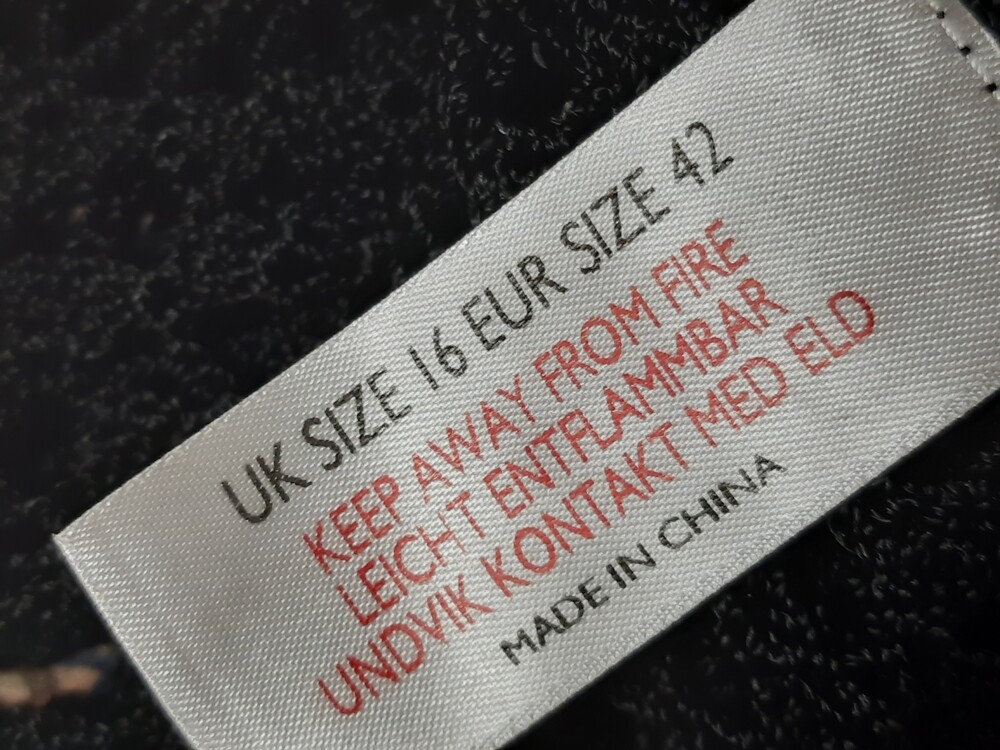 UK SIZE 16 EUR SIZE 42
KEEP AWAY FROM FIRE
LEICHT ENTFLAMMBAR
UNDVIK KONTAKT MED ELD
MADE IN CHINA